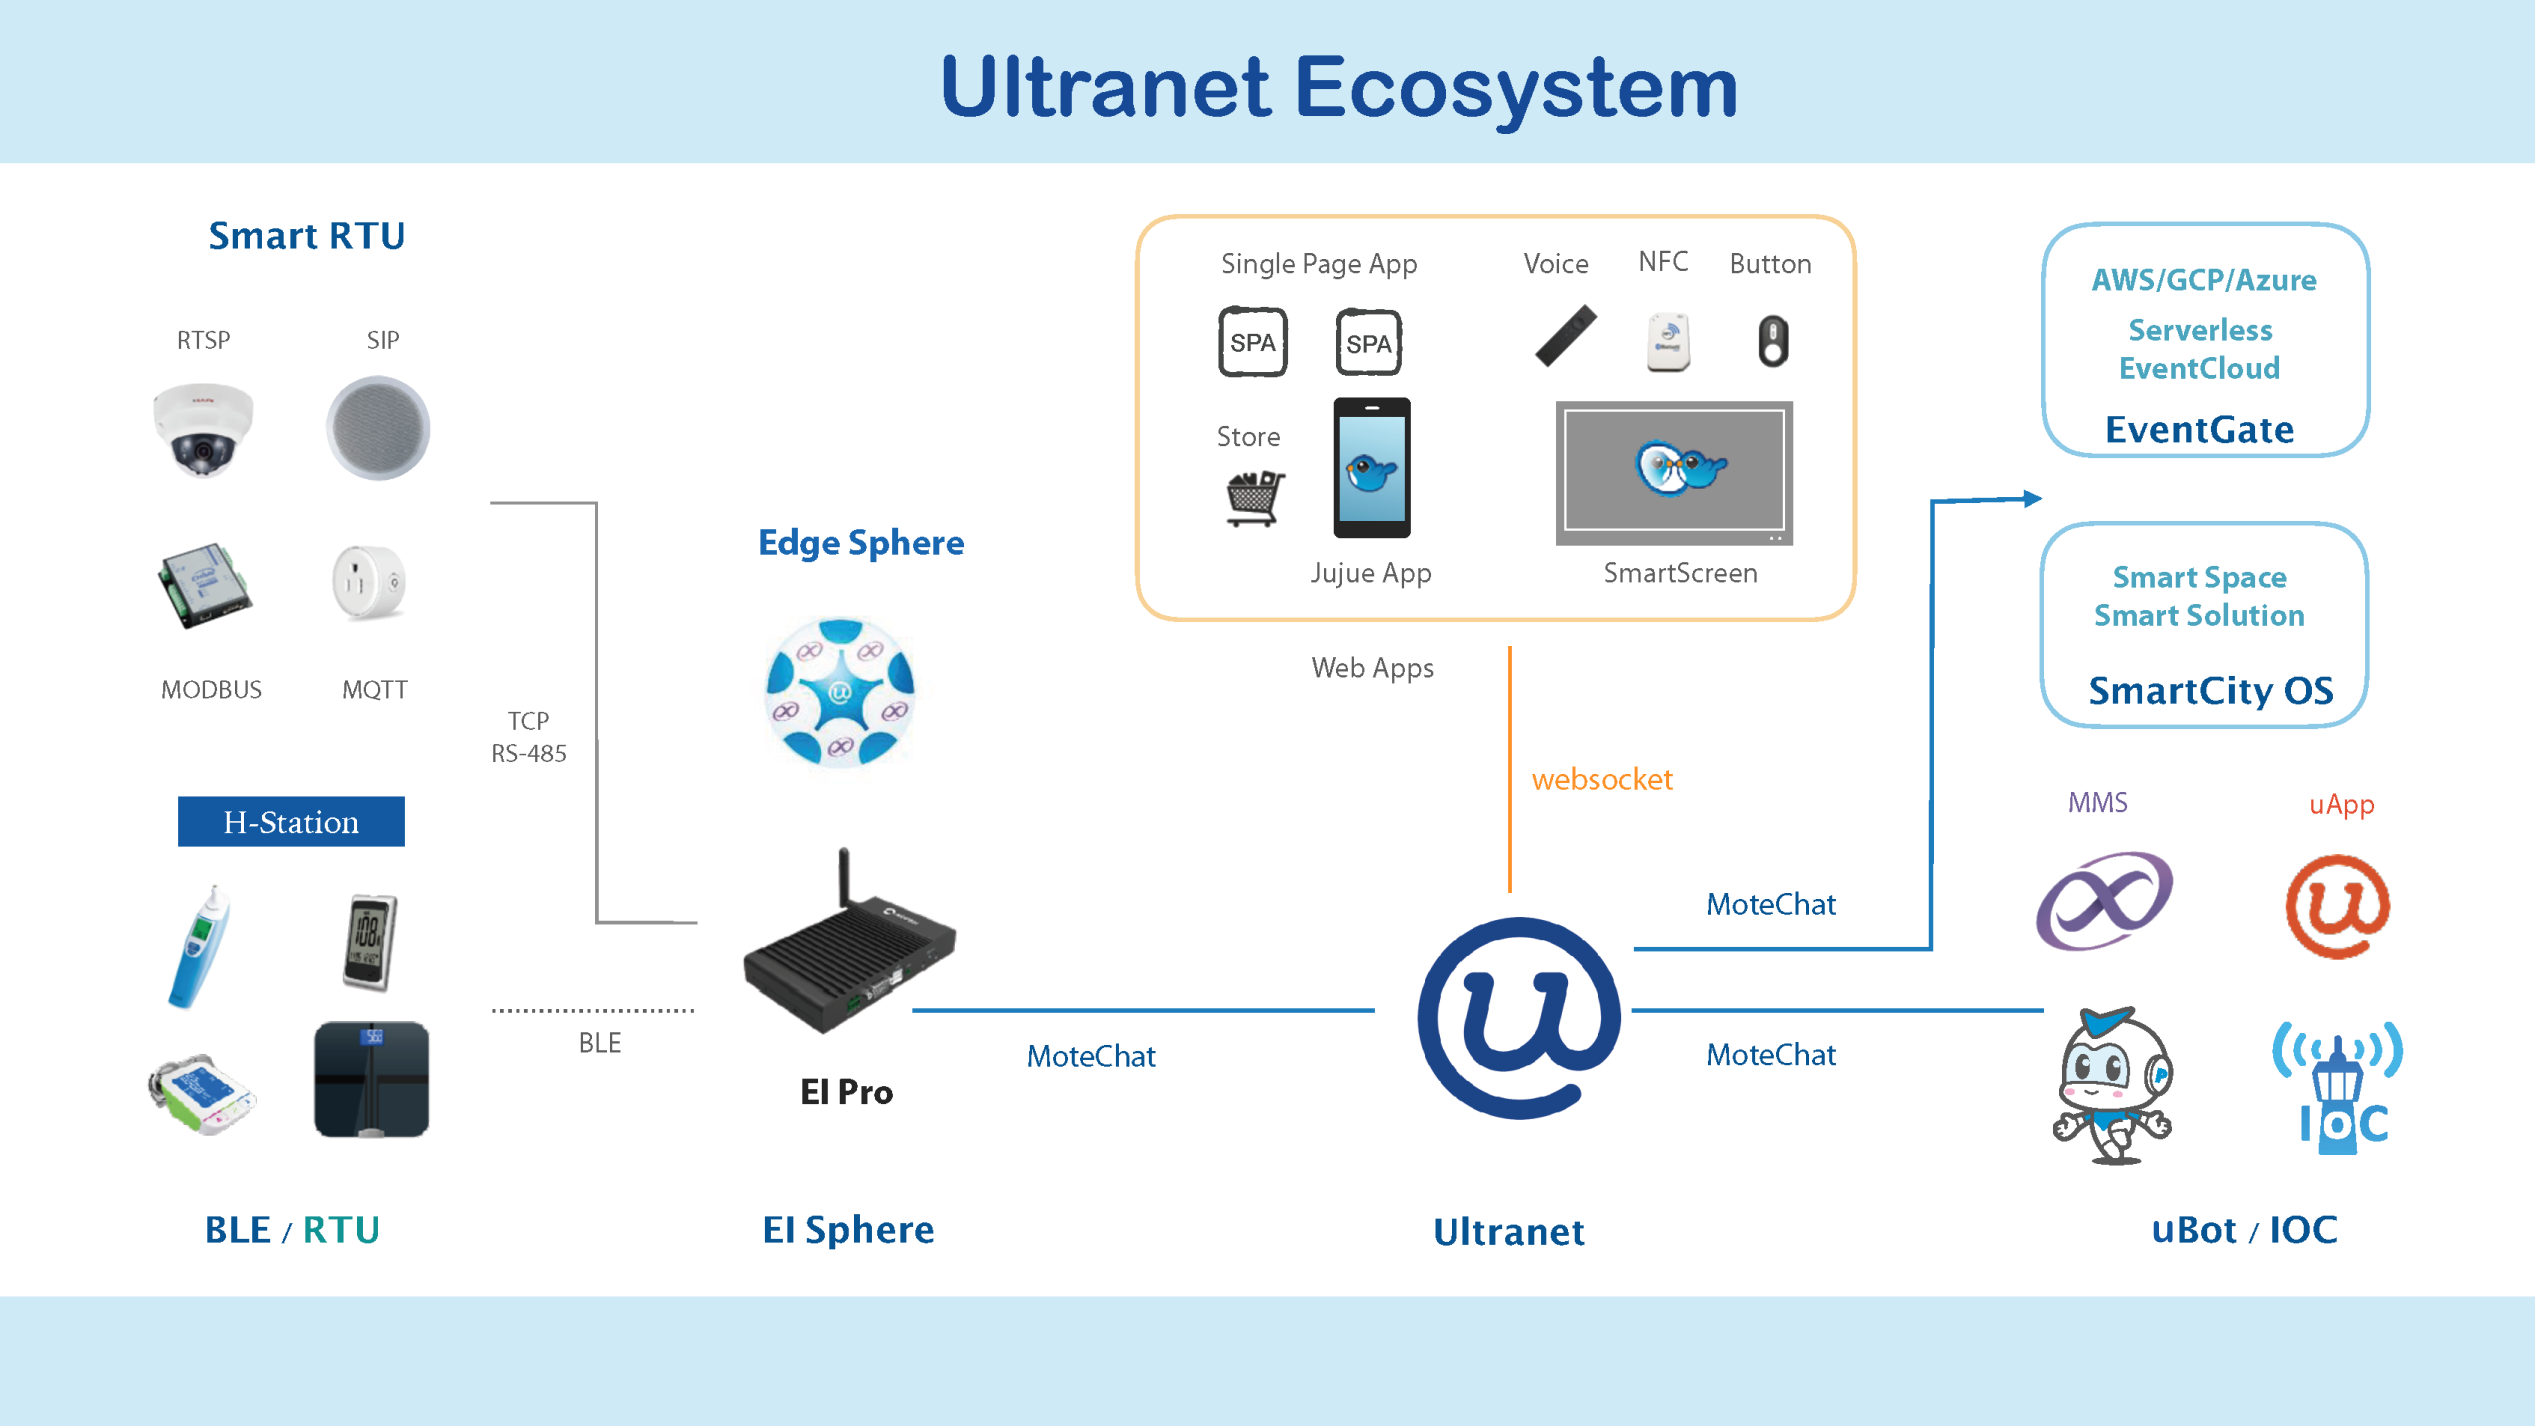 Ultranet Ecosystem
Smart RTU
RTSP
SIP
MODBUS
MQTT
TCP
RS-485
H-Station
108
BLE
BLE / RTU
Edge Sphere
EI Pro
EI Sphere
MoteChat
Single Page App
Voice
NFC
Button
SPA
SPA
Store
Jujue App
SmartScreen
Web Apps
websocket
u
Ultranet
MoteChat
MoteChat
AWS/GCP/Azure
Serverless
EventCloud
EventGate
Smart Space
Smart Solution
SmartCity OS
MMS
uApp
u
P
IOC
uBot / IOC